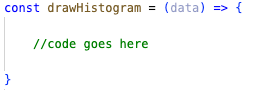 const drawHistogram = (data) => {
//code goes here
}